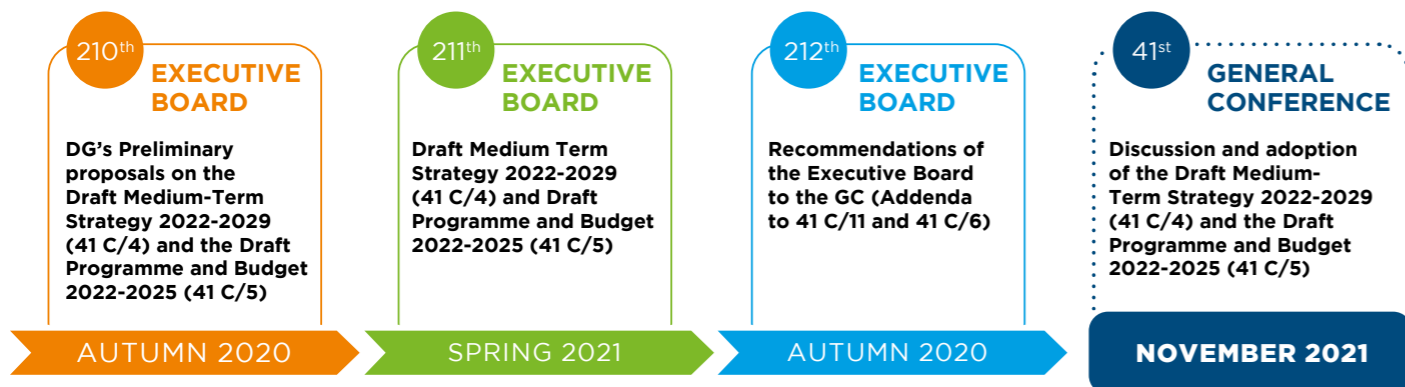 210th
EXECUTIVE
BOARD
DG's Preliminary
proposals on the
Draft Medium-Term
Strategy 2022-2029
(41 C/4) and the Draft
Programme and Budget
2022-2025 (41 C/5)
AUTUMN 2020
211th
EXECUTIVE
BOARD
Draft Medium Term
Strategy 2022-2029
(41 C/4) and Draft
Programme and Budget
2022-2025 (41 C/5)
SPRING 2021
212th
EXECUTIVE
BOARD
Recommendations of
the Executive Board
to the GC (Addenda
to 41 C/11 and 41 C/6)
AUTUMN 2020
41st
GENERAL
CONFERENCE
Discussion and adoption
of the Draft Medium-
Term Strategy 2022-2029
(41 C/4) and the Draft
Programme and Budget
2022-2025 (41 C/5)
NOVEMBER 2021